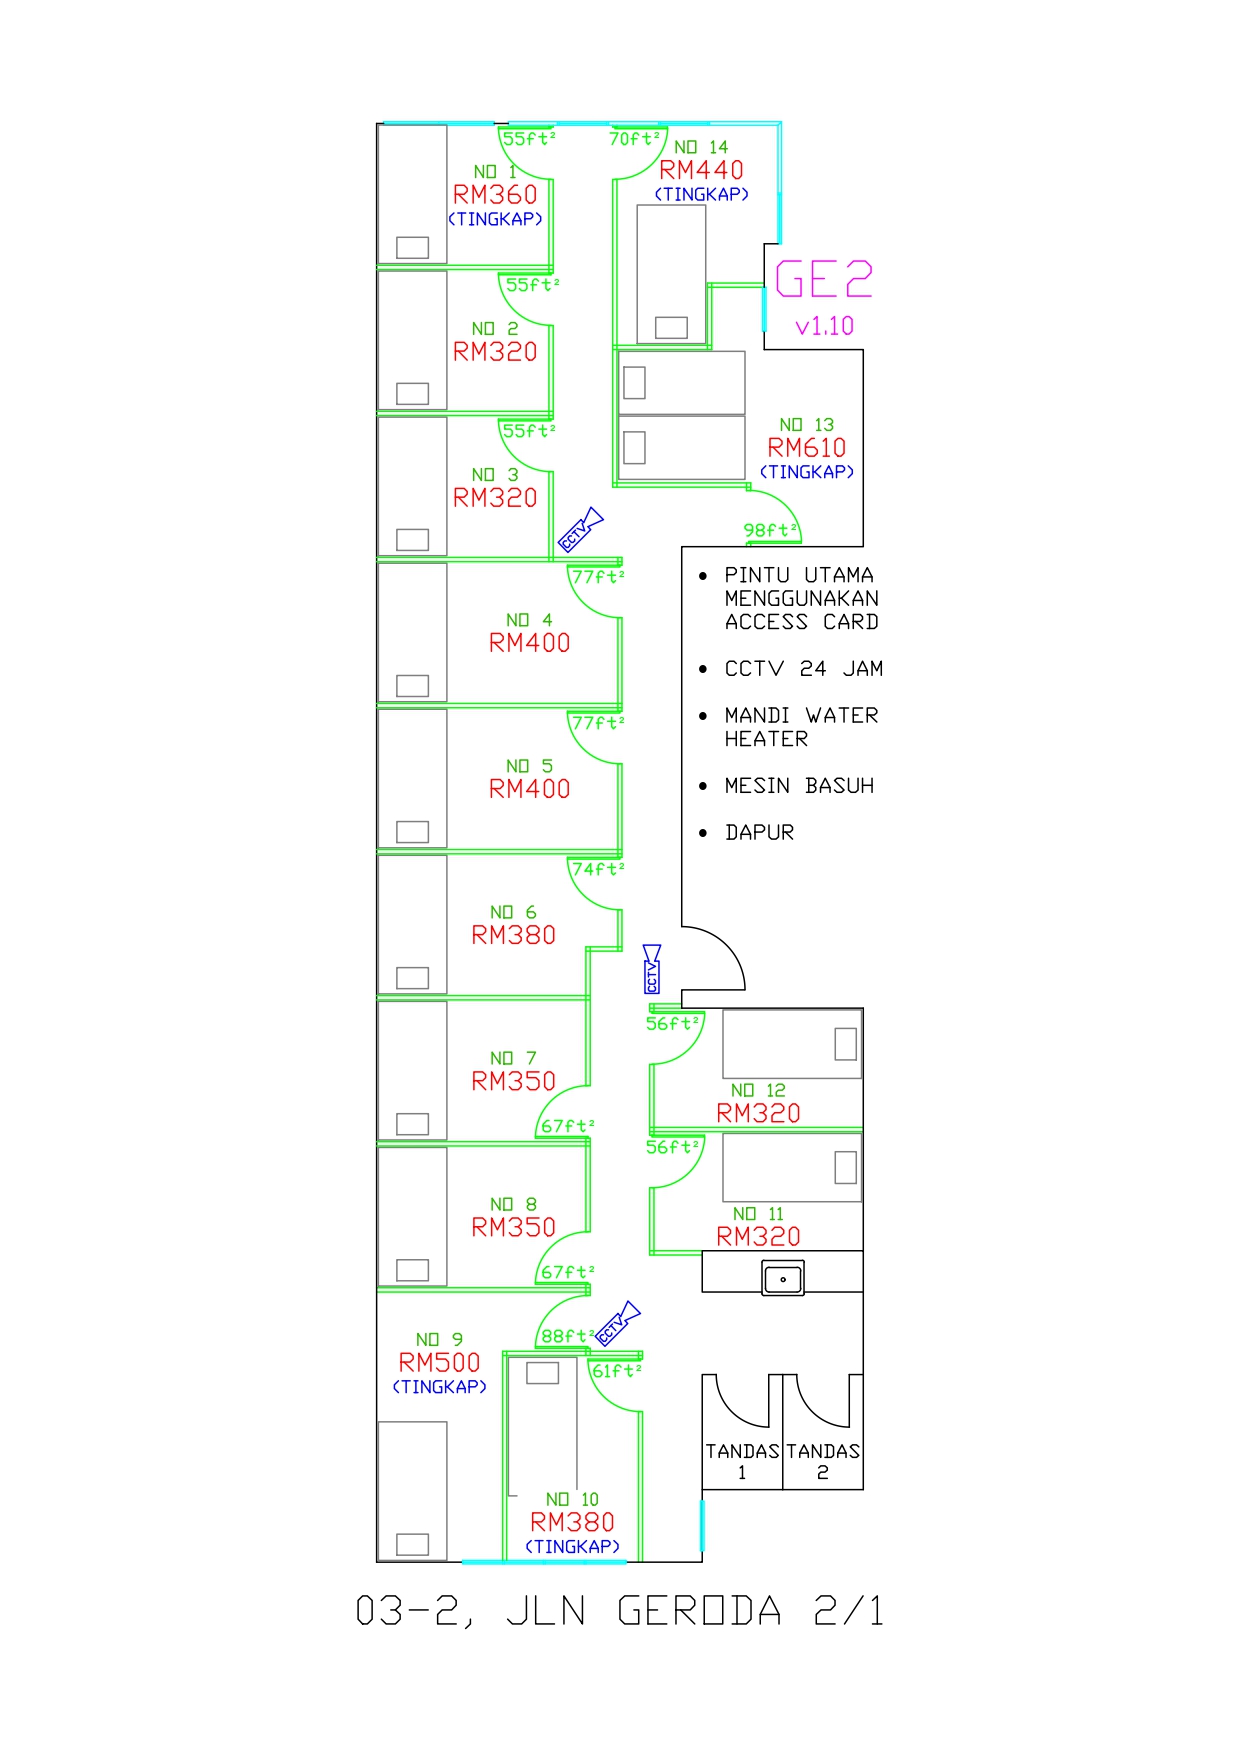 55ft²
NO 1
RM360
(TINGKAP)
70ft²
NO 14
RM440
(TINGKAP)
GE2
v1.10
55ft²
NO 2
RM320
55ft²
NO 3
RM320
NO 13
RM610
(TINGKAP)
98ft²
CCTV
77ft²
NO 4
RM400
• PINTU UTAMA
MENGGUNAKAN
ACCESS CARD
• CCTV 24 JAM
• MANDI WATER
HEATER
• MESIN BASUH
• DAPUR
77ft²
NO 5
RM400
74ft²
NO 6
RM380
CCTV
NO 7
RM350
67ft²
56ft²
NO 12
RM320
NO 8
RM350
67ft²
56ft²
NO 11
RM320
88ft²
CCTV
NO 9
RM500
(TINGKAP)
61ft²
NO 10
RM380
(TINGKAP)
TANDAS
1
TANDAS
2
03-2, JLN GERODA 2/1